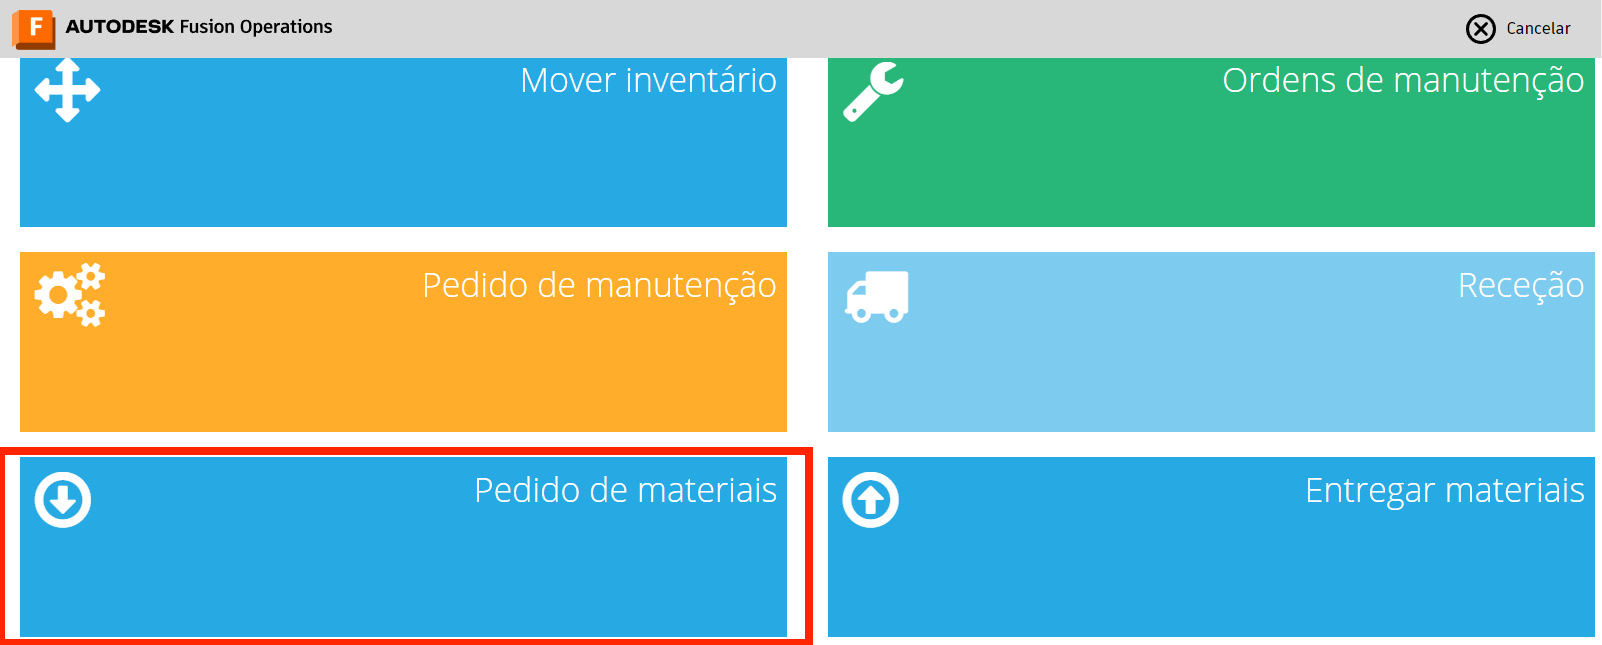 F AUTODESK Fusion Operations
Cancelar
Mover inventário
Ordens de manutenção
Pedido de manutenção
Receção
Pedido de materiais
Entregar materiais